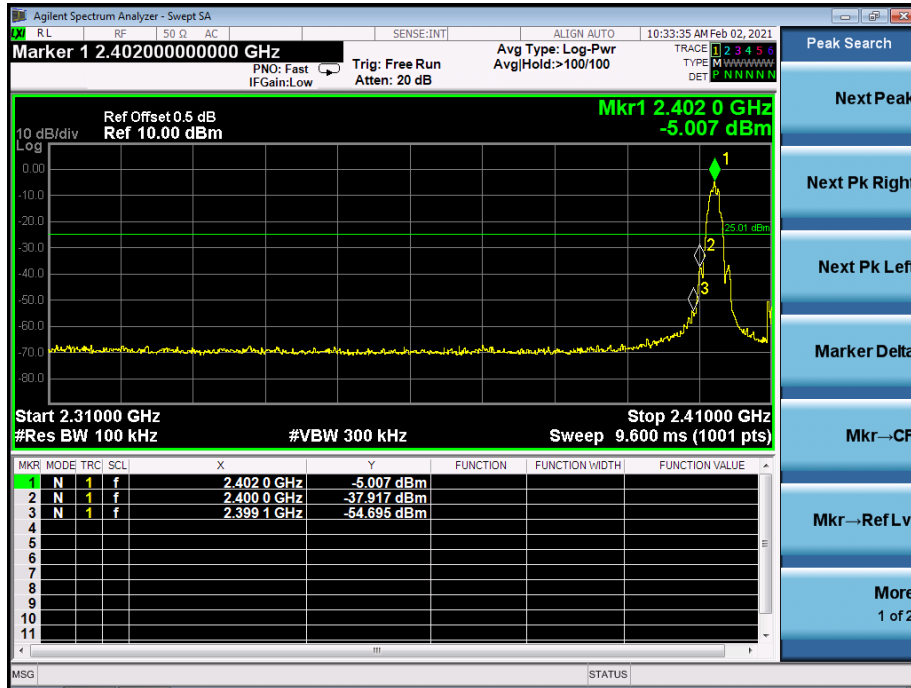 Agilent Spectrum Analyzer - Swept SA
LXI RL RF 50 Ω AC SENSE:INT ALIGN AUTO 10:33:35 AM Feb 02, 2021
Marker 1 2.402000000000 GHz
PNO: Fast
IFGain:Low
Trig: Free Run
Atten: 20 dB
Avg Type: Log-Pwr
Avg|Hold:>100/100
TRACE 1 2 3 4 5 6
TYPE M WWWWW
DET P N N N N N
Peak Search
Mkr1 2.402 0 GHz
-5.007 dBm
Ref Offset 0.5 dB
10 dB/div Ref 10.00 dBm
Log
0.00
-10.0
-20.0
-30.0
-40.0
-50.0
-60.0
-70.0
-80.0
1
25.01 dBm
2
3
Start 2.31000 GHz Stop 2.41000 GHz
#Res BW 100 kHz #VBW 300 kHz Sweep 9.600 ms (1001 pts)
MKR MODE TRC SCL X Y FUNCTION FUNCTION WIDTH FUNCTION VALUE
1 N 1 f 2.402 0 GHz -5.007 dBm
2 N 1 f 2.400 0 GHz -37.917 dBm
3 N 1 f 2.399 1 GHz -54.695 dBm
4
5
6
7
8
9
10
11
MSG STATUS
Next Peak
Next Pk Right
Next Pk Left
Marker Delta
Mkr→CF
Mkr→Ref Lv
More
1 of 2